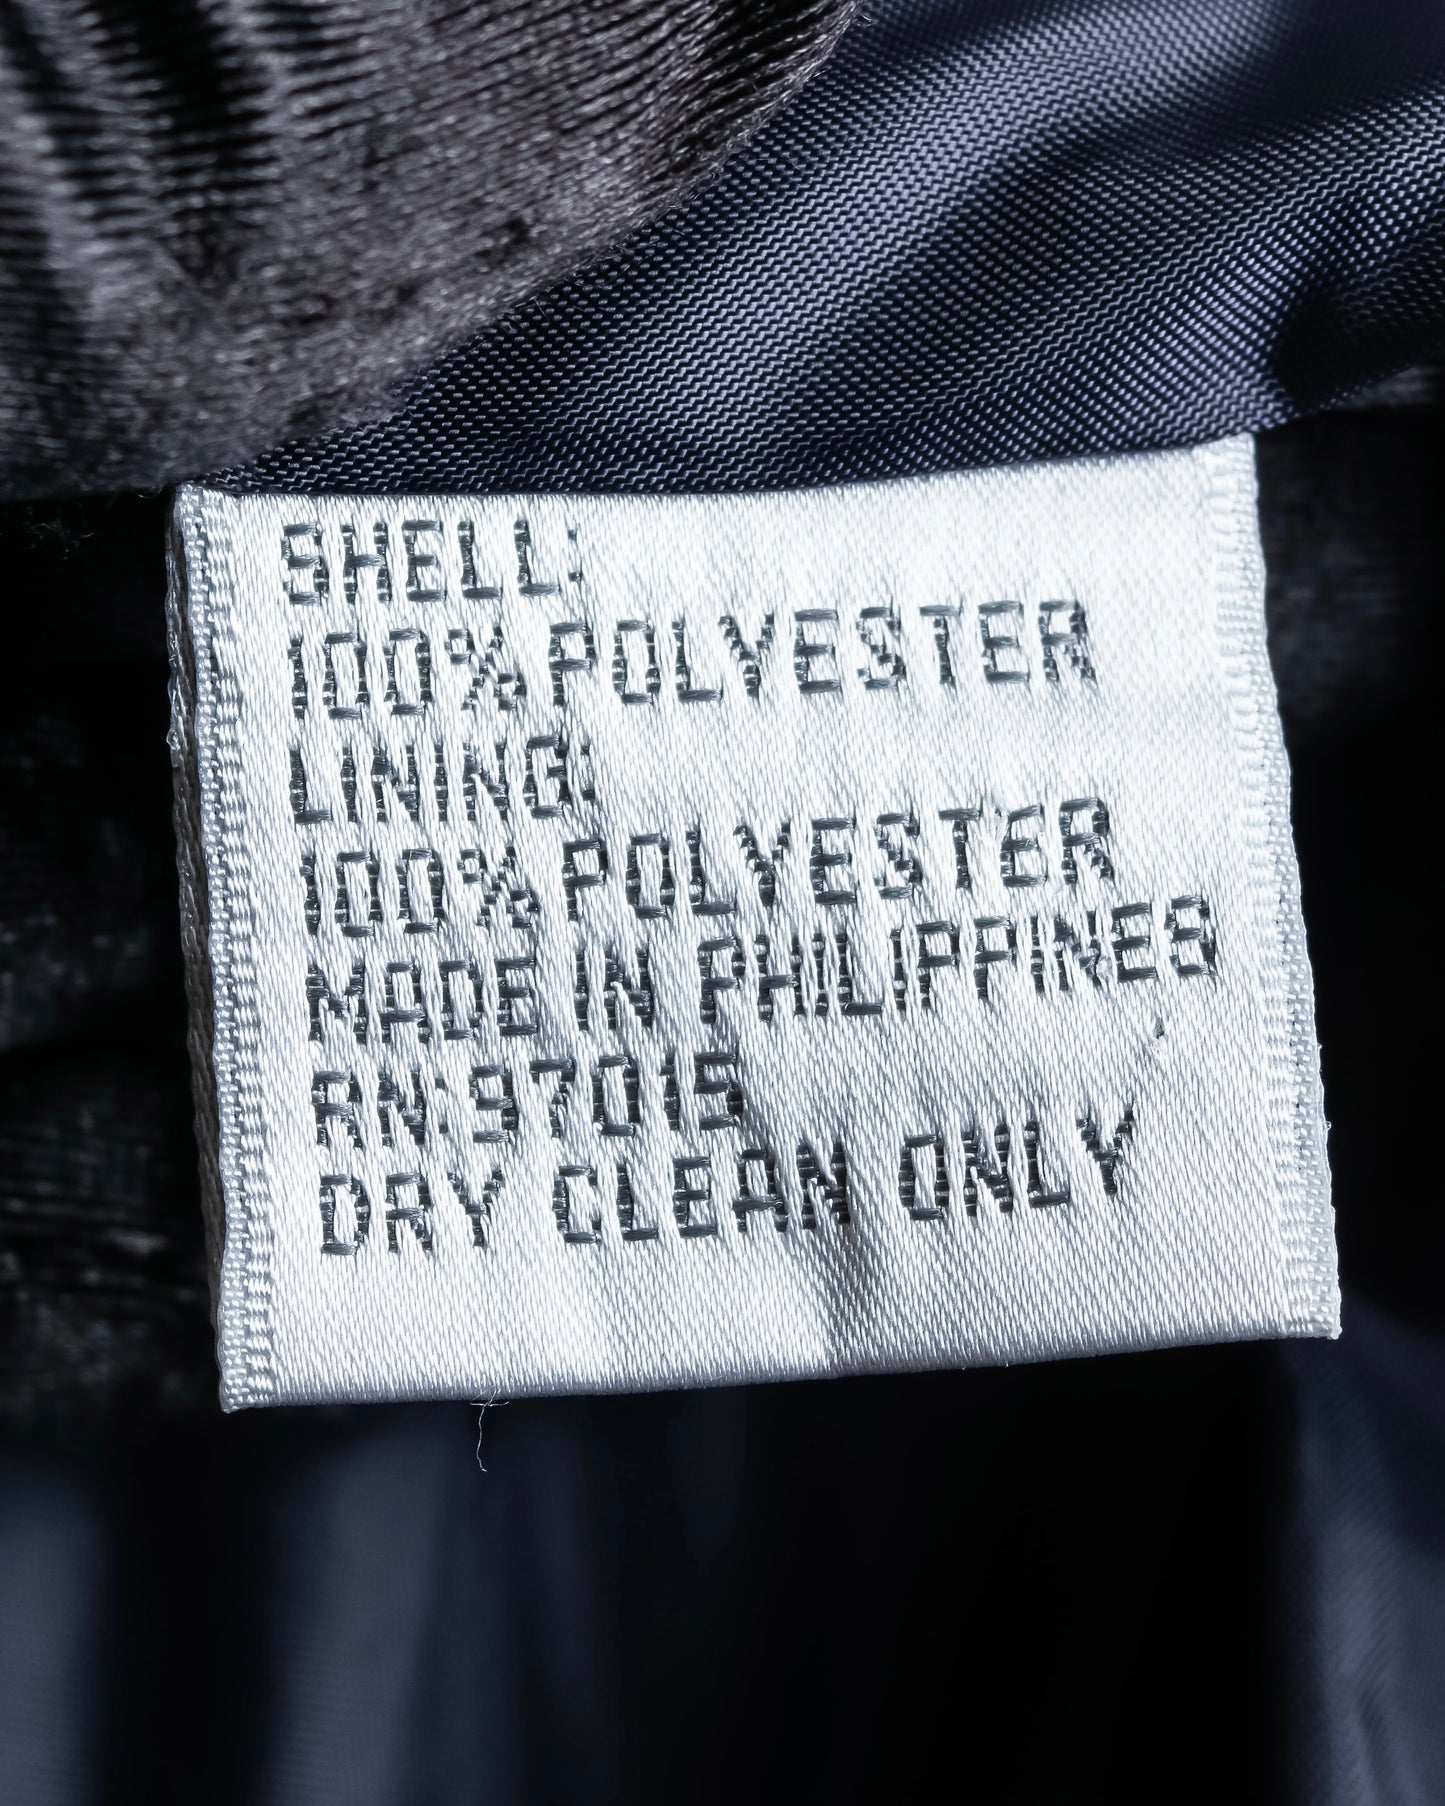 SHELL:
100% POLYESTER
LINING:
100% POLYESTER
MADE IN PHILIPPINES
RN:97015
DRY CLEAN ONLY